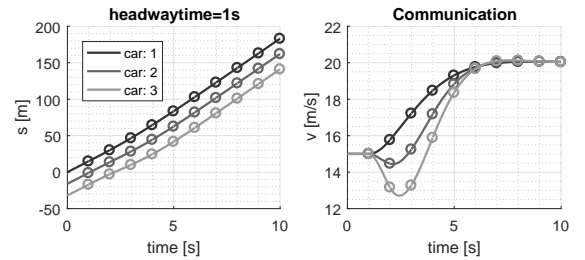 headwaytime=1s
200
150
100
50
0
-50
0
5
10
s [m]
time [s]
car: 1
car: 2
car: 3
Communication
22
20
18
16
14
12
0
5
10
v [m/s]
time [s]